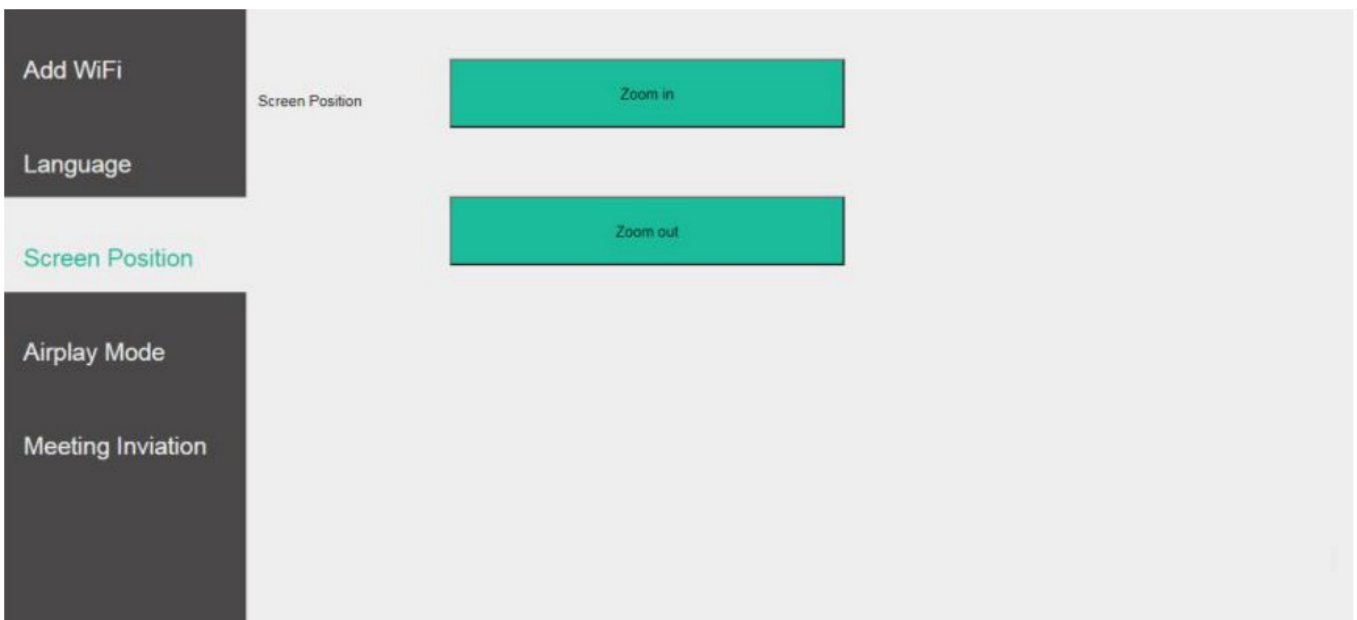 Add WiFi
Language
Screen Position
Airplay Mode
Meeting Inviation
Screen Position
Zoom in
Zoom out